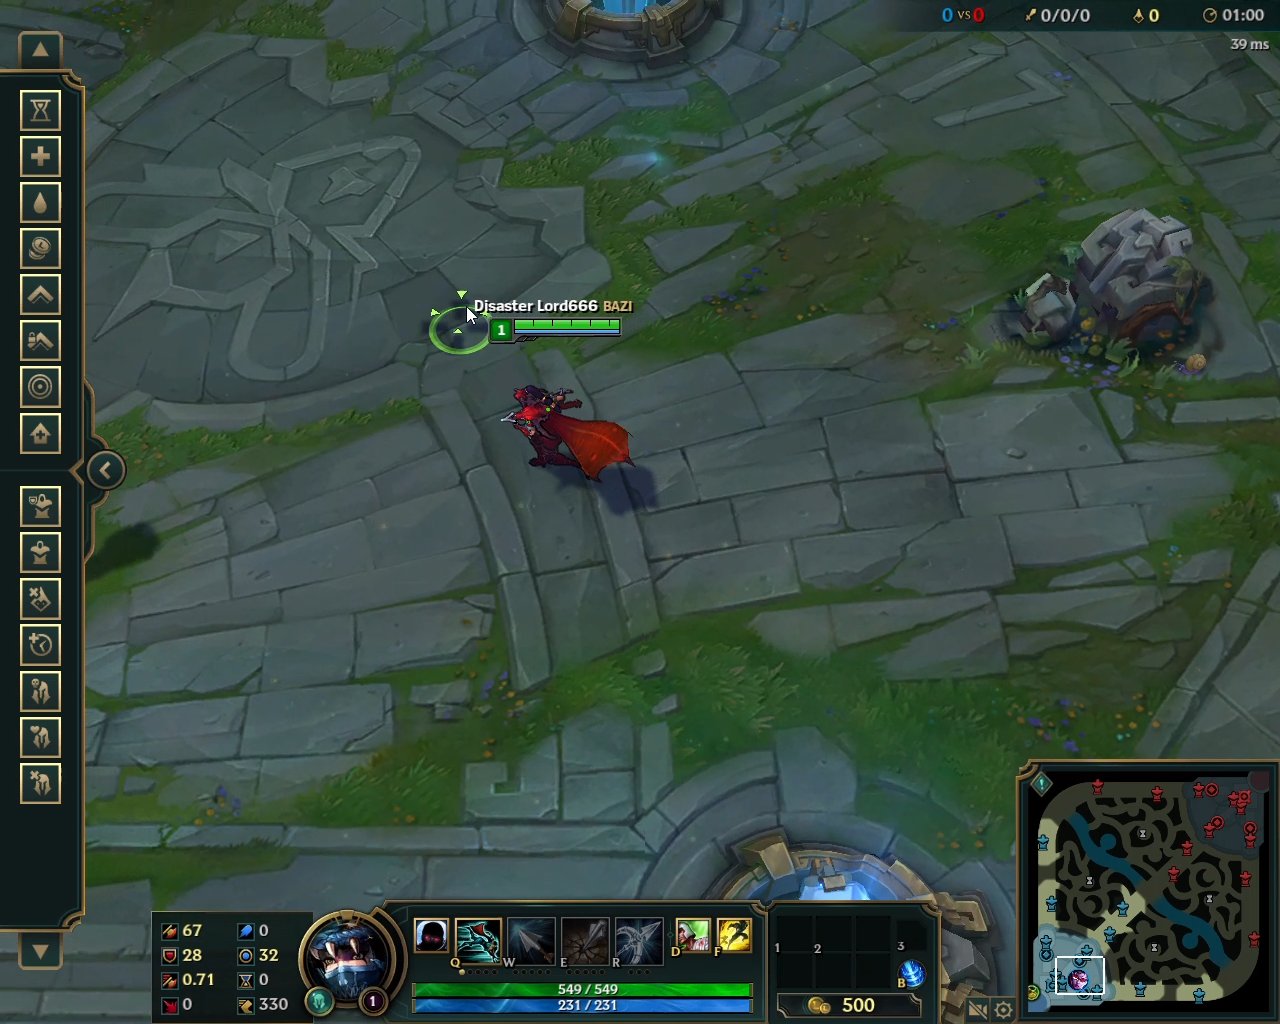 0 vs 0 0/0/0 0 01:00
39 ms
Disaster Lord666 BAZI
1
67 0
28 32
0.71 0
0 330
1
Q W E R D F
549 / 549
231 / 231
1 2 3
B
500